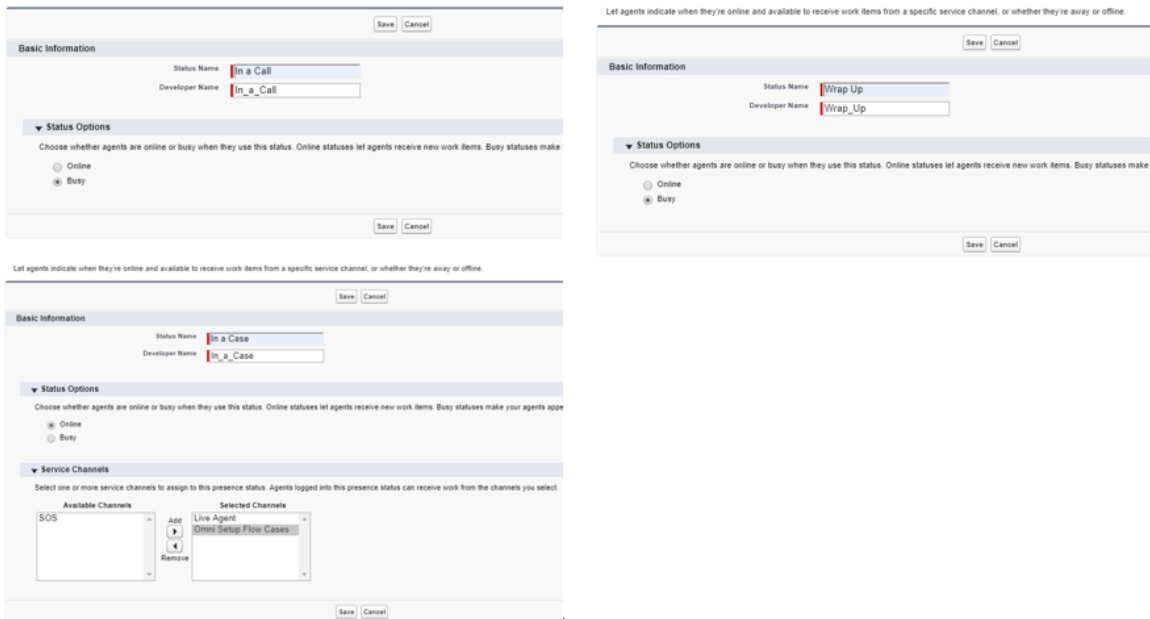 Save Cancel
Basic Information
Status Name In a Call
Developer Name In_a_Call
Status Options
Choose whether agents are online or busy when they use this status. Online statuses let agents receive new work items. Busy statuses make
Online
Busy
Save Cancel
Let agents indicate when they're online and available to receive work items from a specific service channel, or whether they're away or offline.
Save Cancel
Basic Information
Status Name Wrap Up
Developer Name Wrap_Up
Status Options
Choose whether agents are online or busy when they use this status. Online statuses let agents receive new work items. Busy statuses make
Online
Busy
Save Cancel
Let agents indicate when they're online and available to receive work items from a specific service channel, or whether they're away or offline.
Save Cancel
Basic Information
Status Name In a Case
Developer Name In_a_Case
Status Options
Choose whether agents are online or busy when they use this status. Online statuses let agents receive new work items. Busy statuses make your agents appe
Online
Busy
Service Channels
Select one or more service channels to assign to this presence status. Agents logged into this presence status can receive work from the channels you select.
Available Channels Selected Channels
SOS Add Live Agent
Omni Setup Flow Cases
Remove
Save Cancel